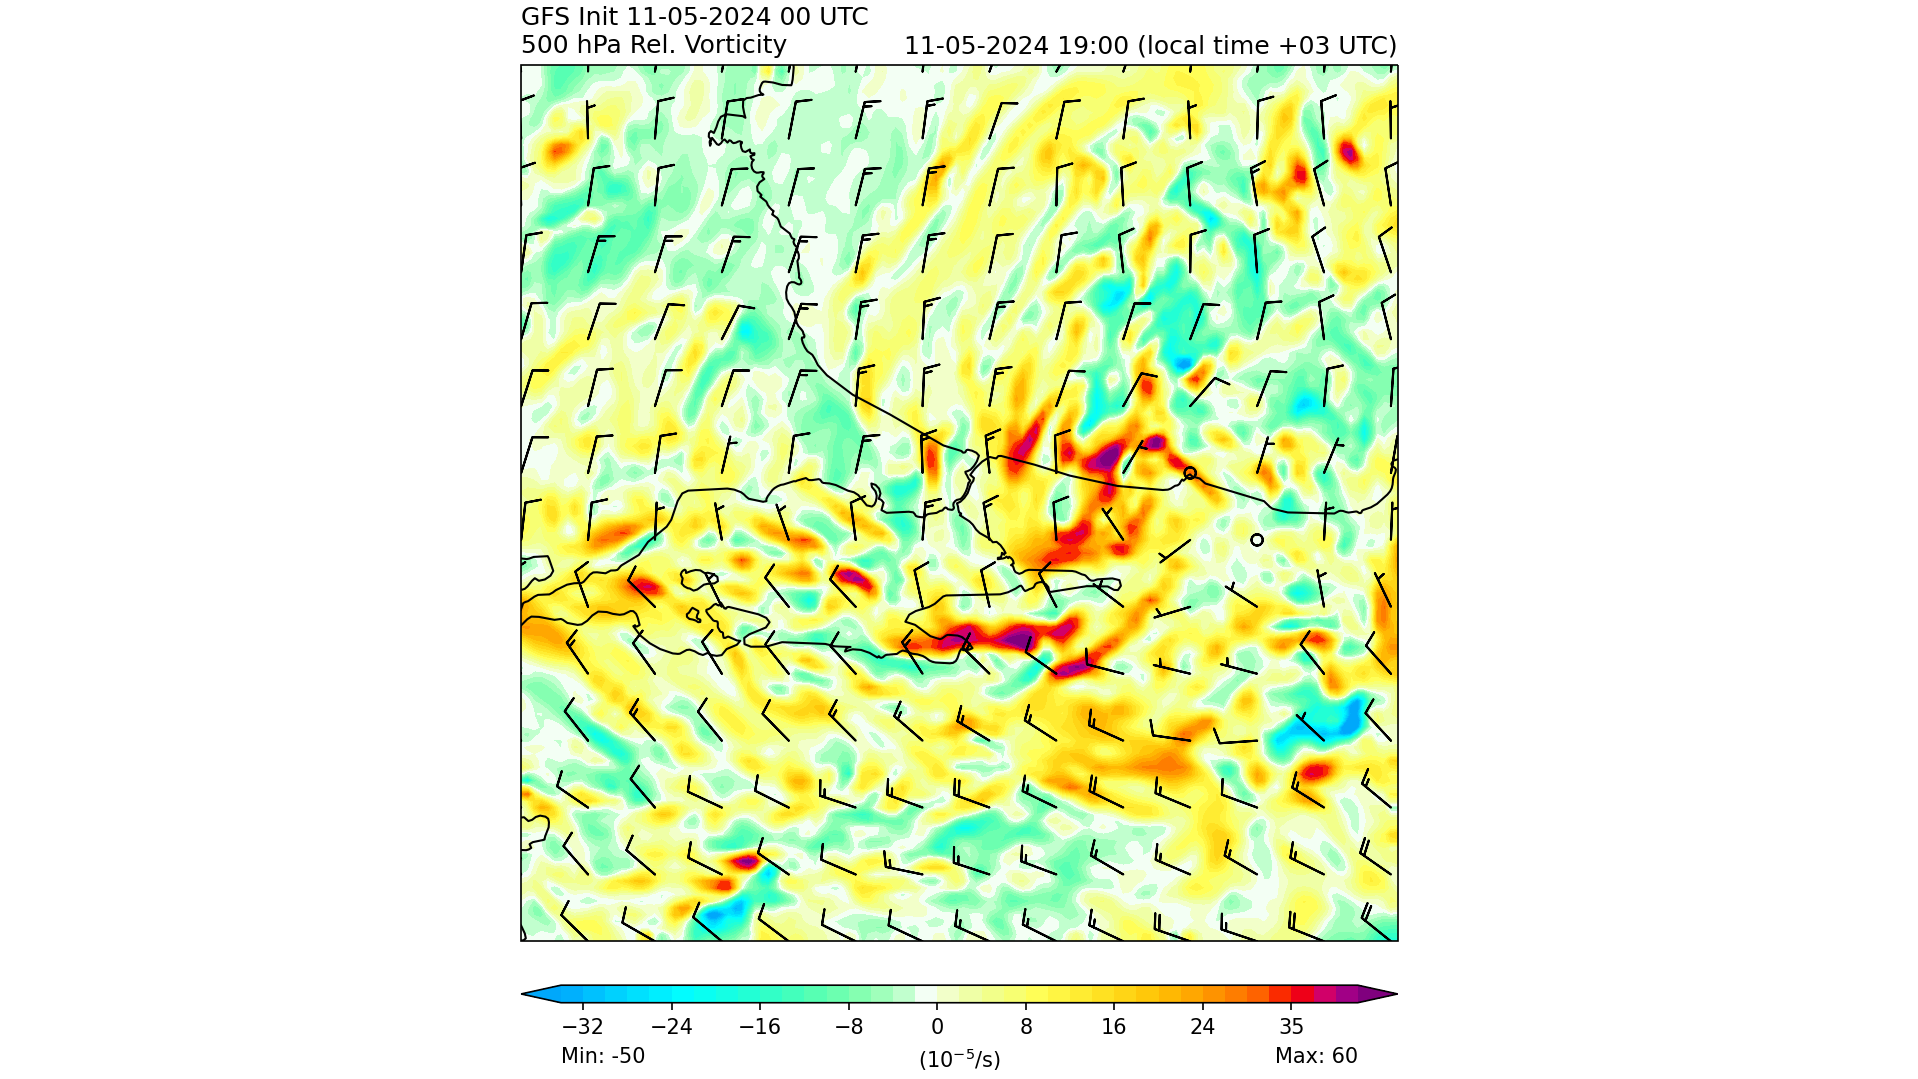 GFS Init 11-05-2024 00 UTC
500 hPa Rel. Vorticity
11-05-2024 19:00 (local time +03 UTC)
−32 −24 −16 −8 0 8 16 24 35
Min: -50 (10⁻⁵/s) Max: 60